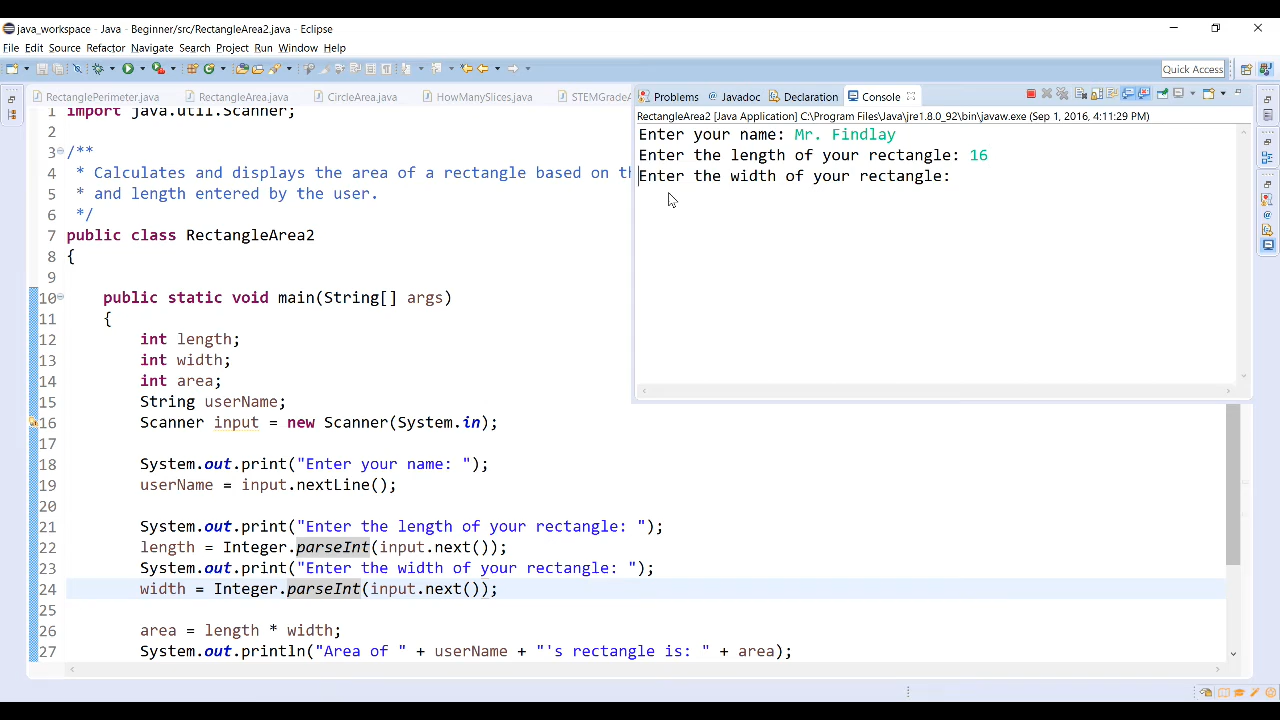 java_workspace - Java - Beginner/src/RectangleArea2.java - Eclipse
File Edit Source Refactor Navigate Search Project Run Window Help
Quick Access
RectanglePerimeter.java RectangleArea.java CircleArea.java HowManySlices.java STEMGradeA
Problems Javadoc Declaration Console
RectangleArea2 [Java Application] C:\Program Files\Java\jre1.8.0_92\bin\javaw.exe (Sep 1, 2016, 4:11:29 PM)
Enter your name: Mr. Findlay
Enter the length of your rectangle: 16
Enter the width of your rectangle:
1 import java.util.Scanner;
2
3 /**
4 * Calculates and displays the area of a rectangle based on th
5 * and length entered by the user.
6 */
7 public class RectangleArea2
8 {
9
10 public static void main(String[] args)
11 {
12 int length;
13 int width;
14 int area;
15 String userName;
16 Scanner input = new Scanner(System.in);
17
18 System.out.print("Enter your name: ");
19 userName = input.nextLine();
20
21 System.out.print("Enter the length of your rectangle: ");
22 length = Integer.parseInt(input.next());
23 System.out.print("Enter the width of your rectangle: ");
24 width = Integer.parseInt(input.next());
25
26 area = length * width;
27 System.out.println("Area of " + userName + "'s rectangle is: " + area);